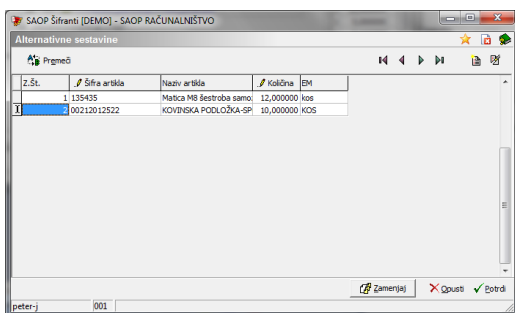 SAOP Šifranti [DEMO] - SAOP RAČUNALNIŠTVO
Alternativne sestavine
Premeči
Z.Št. Šifra artikla Naziv artikla Količina EM
1 135435 Matica M8 šestroba samo: 12,000000 kos
2 00212012522 KOVINSKA PODLOŽKA-SP 10,000000 KOS
Zamenjaj Opusti Potrdi
peter-j 001